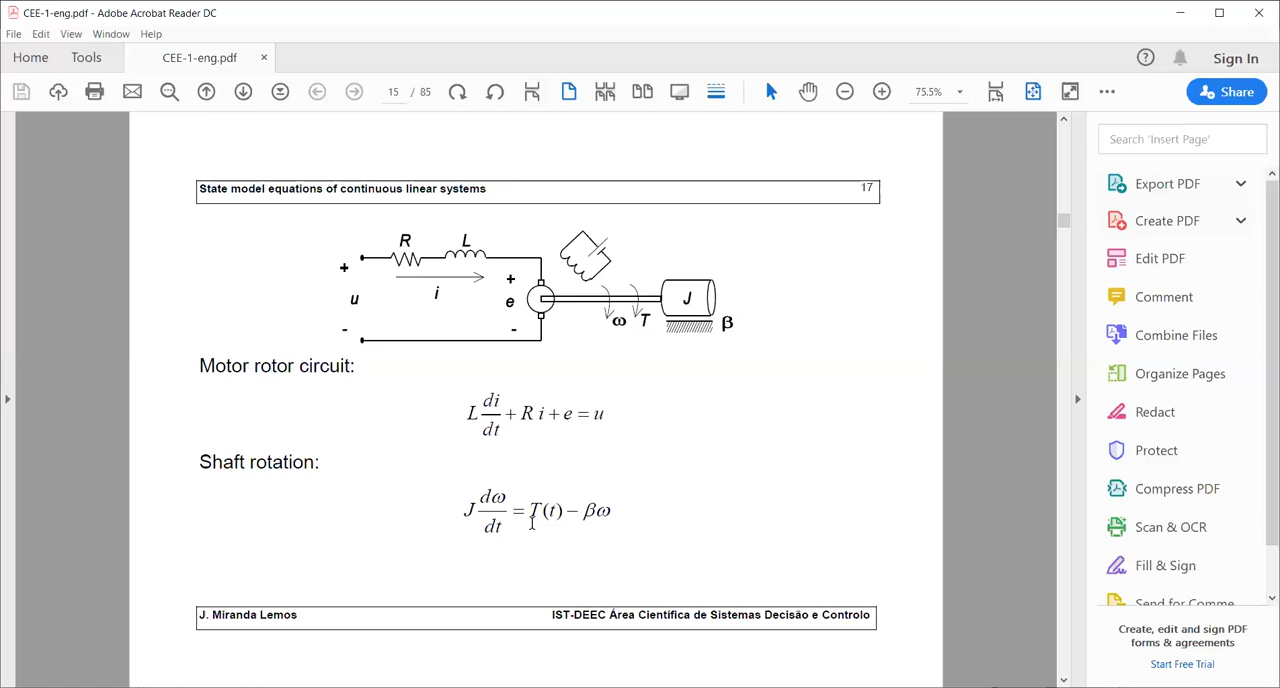 CEE-1-eng.pdf - Adobe Acrobat Reader DC
File Edit View Window Help
Home Tools CEE-1-eng.pdf × Sign In
15 / 85 75.5% Share
Search 'Insert Page'
Export PDF
Create PDF
Edit PDF
Comment
Combine Files
Organize Pages
Redact
Protect
Compress PDF
Scan & OCR
Fill & Sign
Send for Comme
Create, edit and sign PDF
forms & agreements
Start Free Trial
State model equations of continuous linear systems 17
R L
+ u - i + e - ω T J β
Motor rotor circuit:
L di/dt + R i + e = u
Shaft rotation:
J dω/dt = T(t) − βω
J. Miranda Lemos IST-DEEC Área Científica de Sistemas Decisão e Controlo